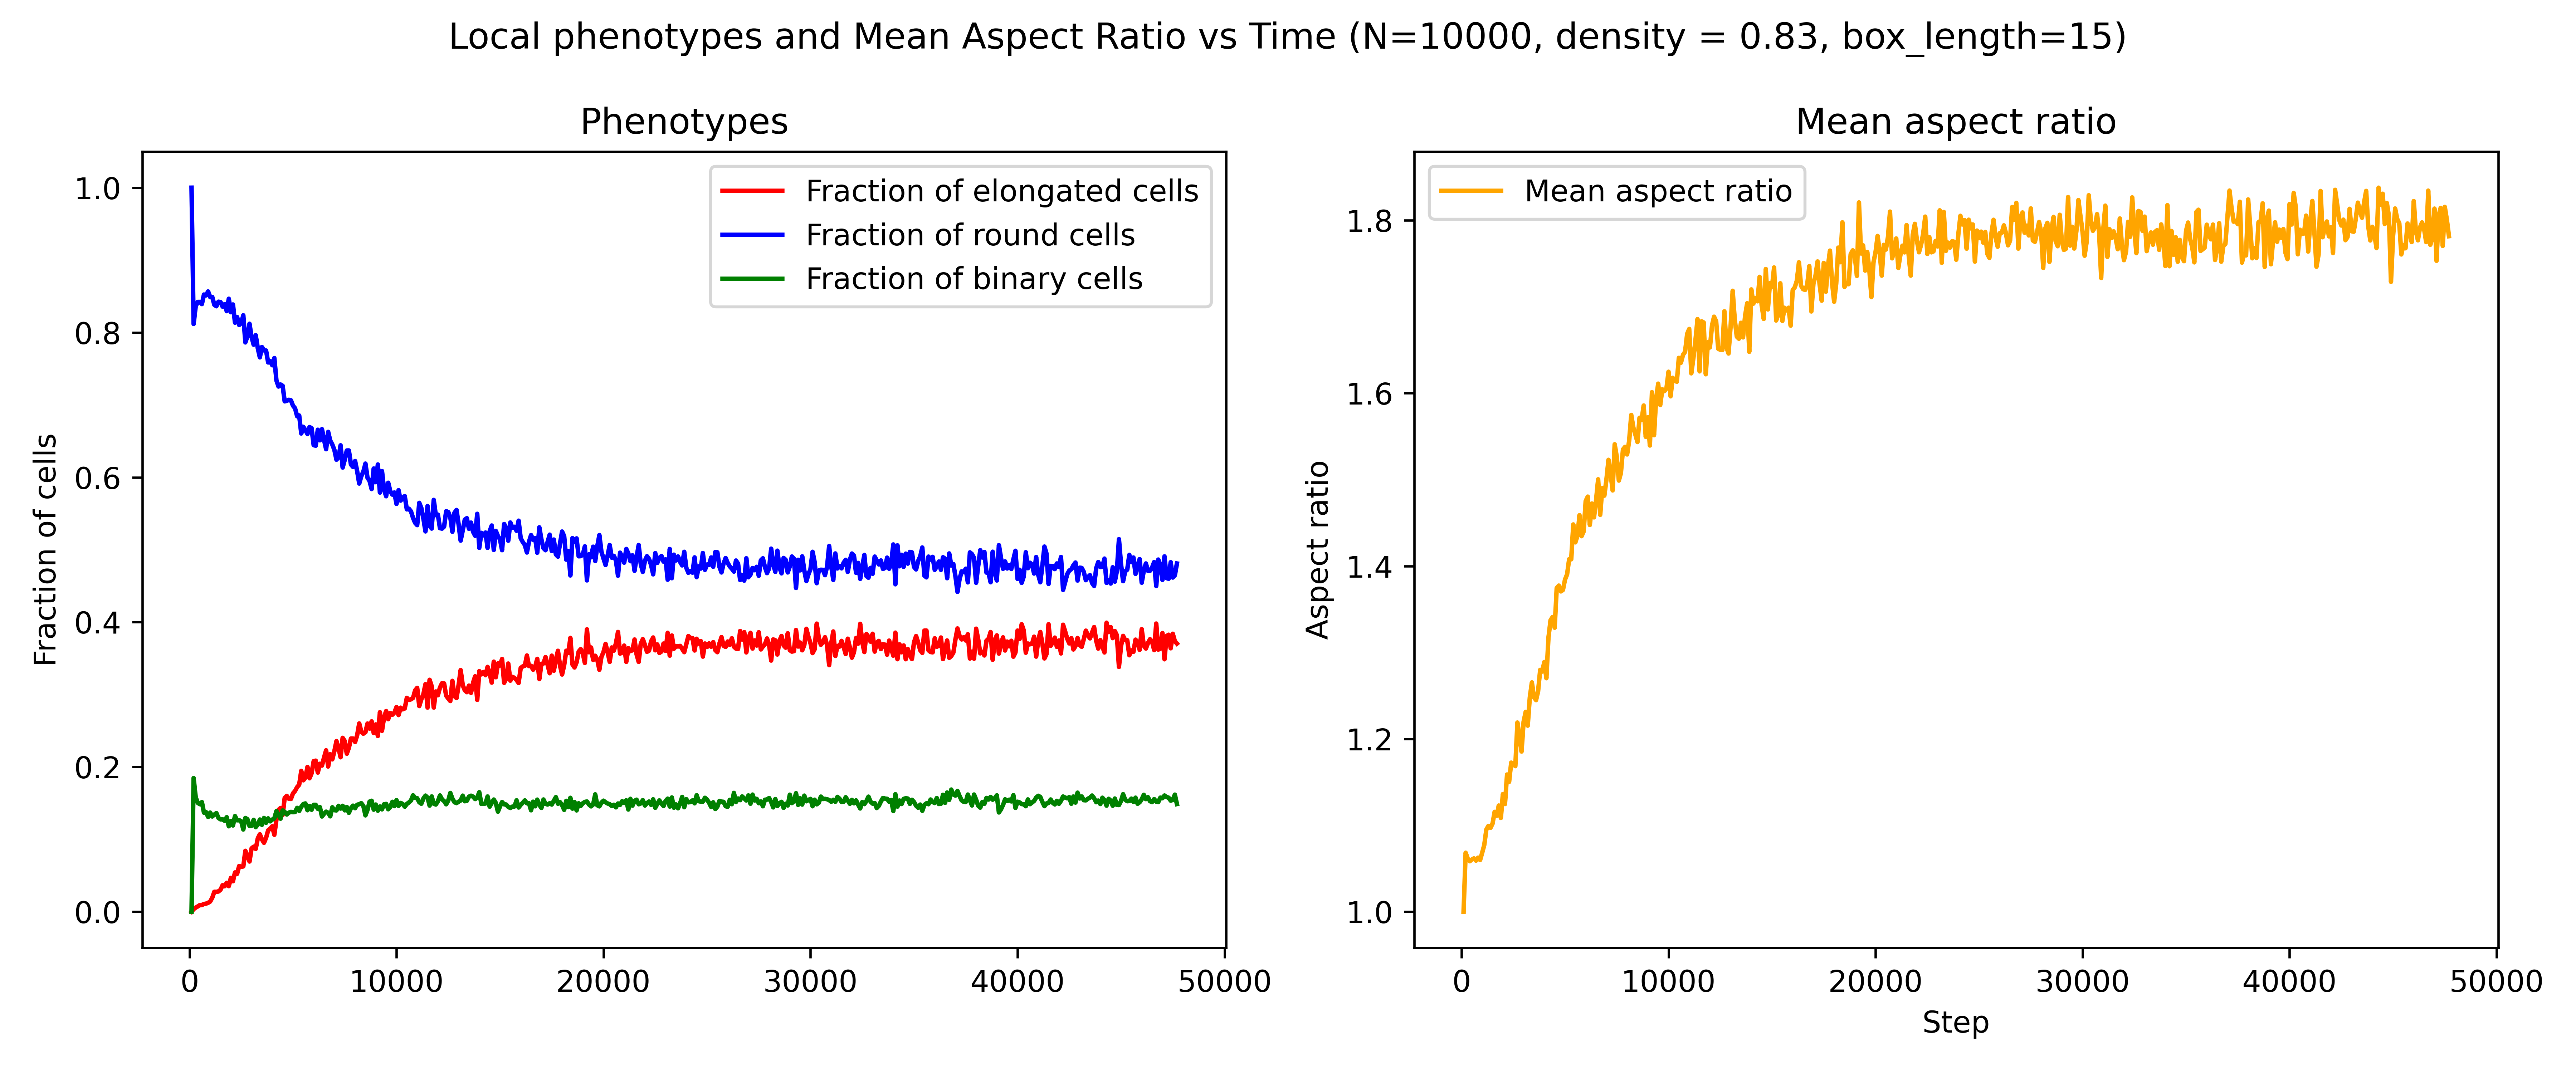 Local phenotypes and Mean Aspect Ratio vs Time (N=10000, density = 0.83, box_length=15)
Phenotypes
Fraction of elongated cells
Fraction of round cells
Fraction of binary cells
Fraction of cells
1.0
0.8
0.6
0.4
0.2
0.0
0
10000
20000
30000
40000
50000
Mean aspect ratio
Mean aspect ratio
Aspect ratio
1.8
1.6
1.4
1.2
1.0
0
10000
20000
30000
40000
50000
Step